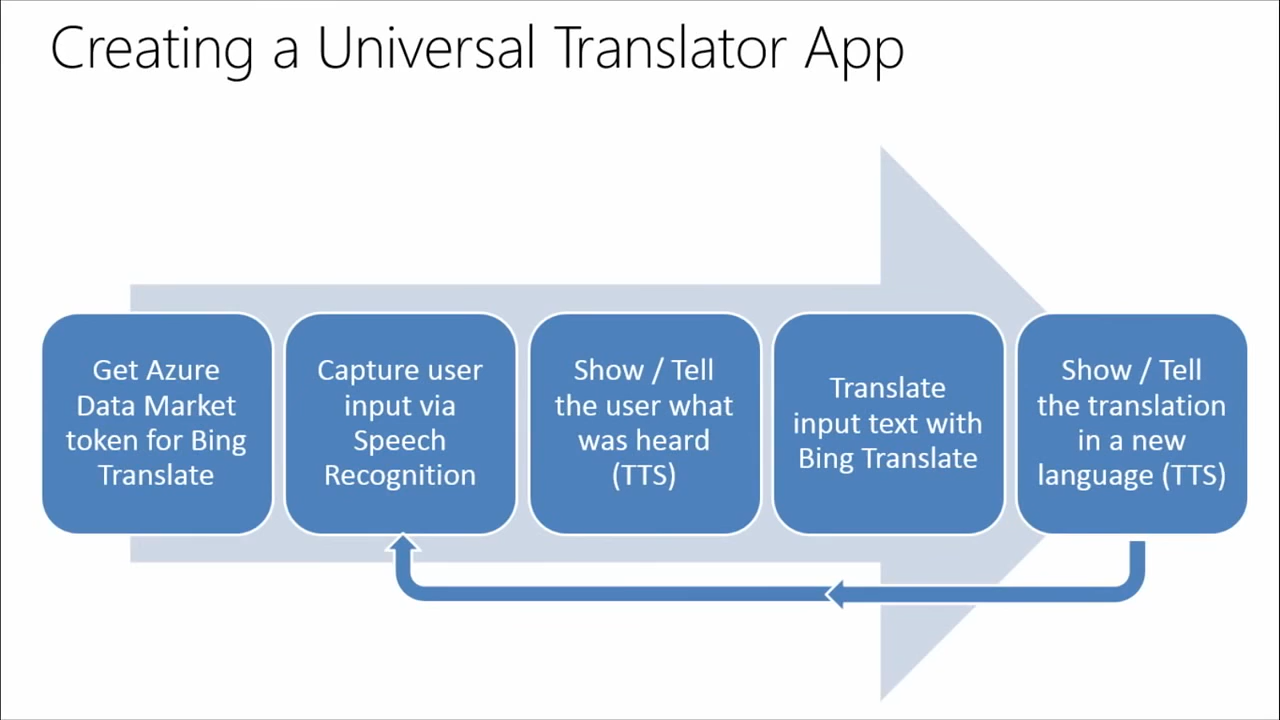 Creating a Universal Translator App
Get Azure
Data Market
token for Bing
Translate
Capture user
input via
Speech
Recognition
Show / Tell
the user what
was heard
(TTS)
Translate
input text with
Bing Translate
Show / Tell
the translation
in a new
language (TTS)